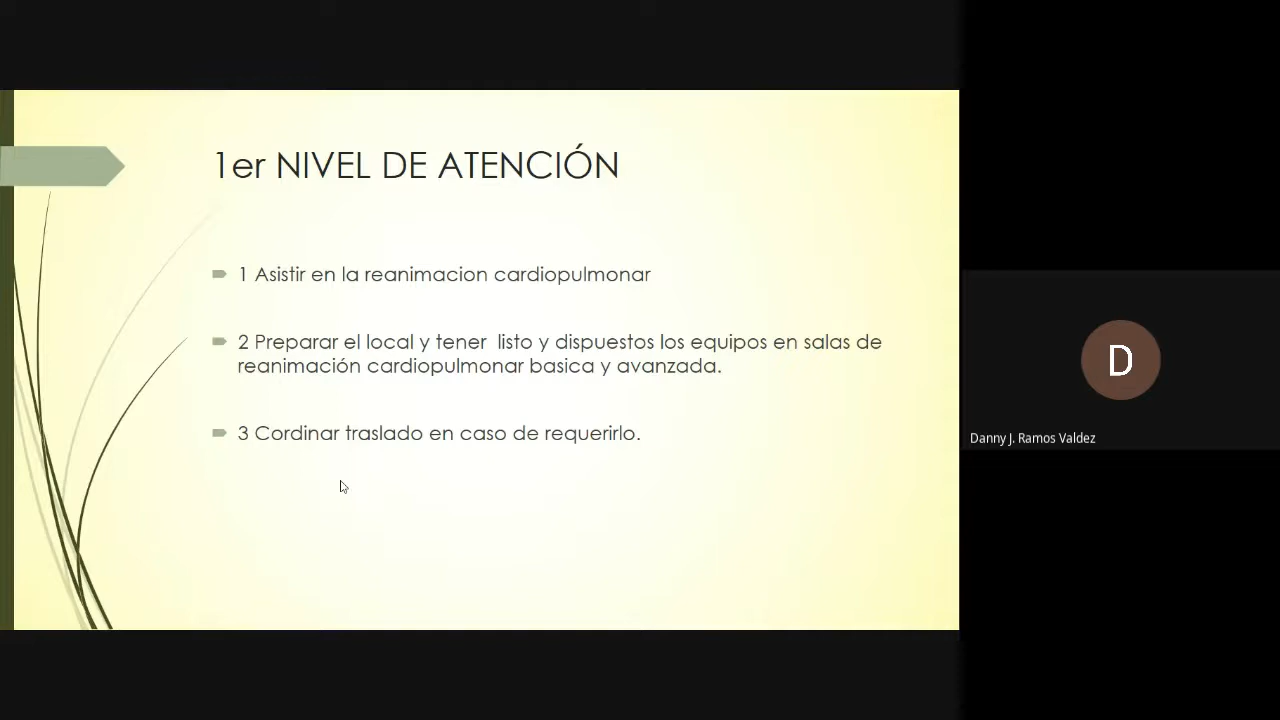 1er NIVEL DE ATENCIÓN
1 Asistir en la reanimacion cardiopulmonar
2 Preparar el local y tener  listo y dispuestos los equipos en salas de
reanimación cardiopulmonar basica y avanzada.
3 Cordinar traslado en caso de requerirlo.
D
Danny J. Ramos Valdez